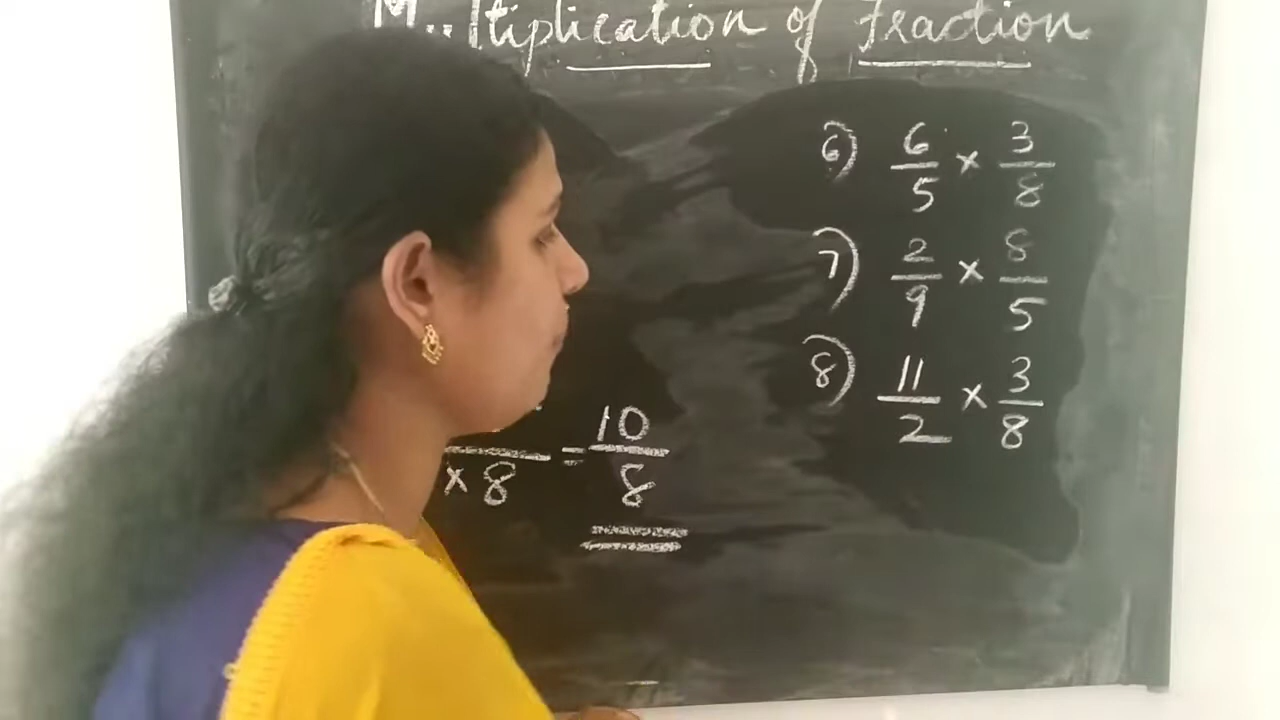 Multiplication of Fraction
6) 6/5 × 3/8
7) 2/9 × 8/5
8) 11/2 × 3/8
× 8 = 10/8